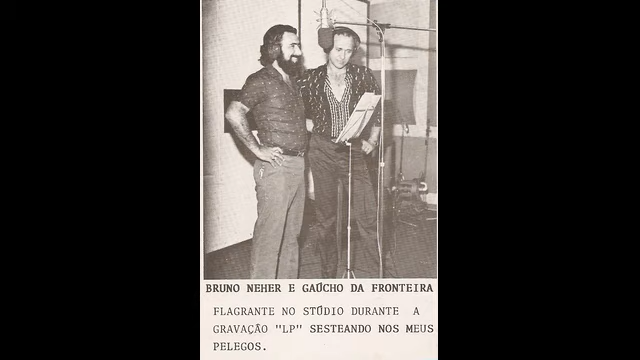 BRUNO NEHER E GAÚCHO DA FRONTEIRA
FLAGRANTE NO STÚDIO DURANTE A
GRAVAÇÃO "LP" SESTEANDO NOS MEUS
PELEGOS.